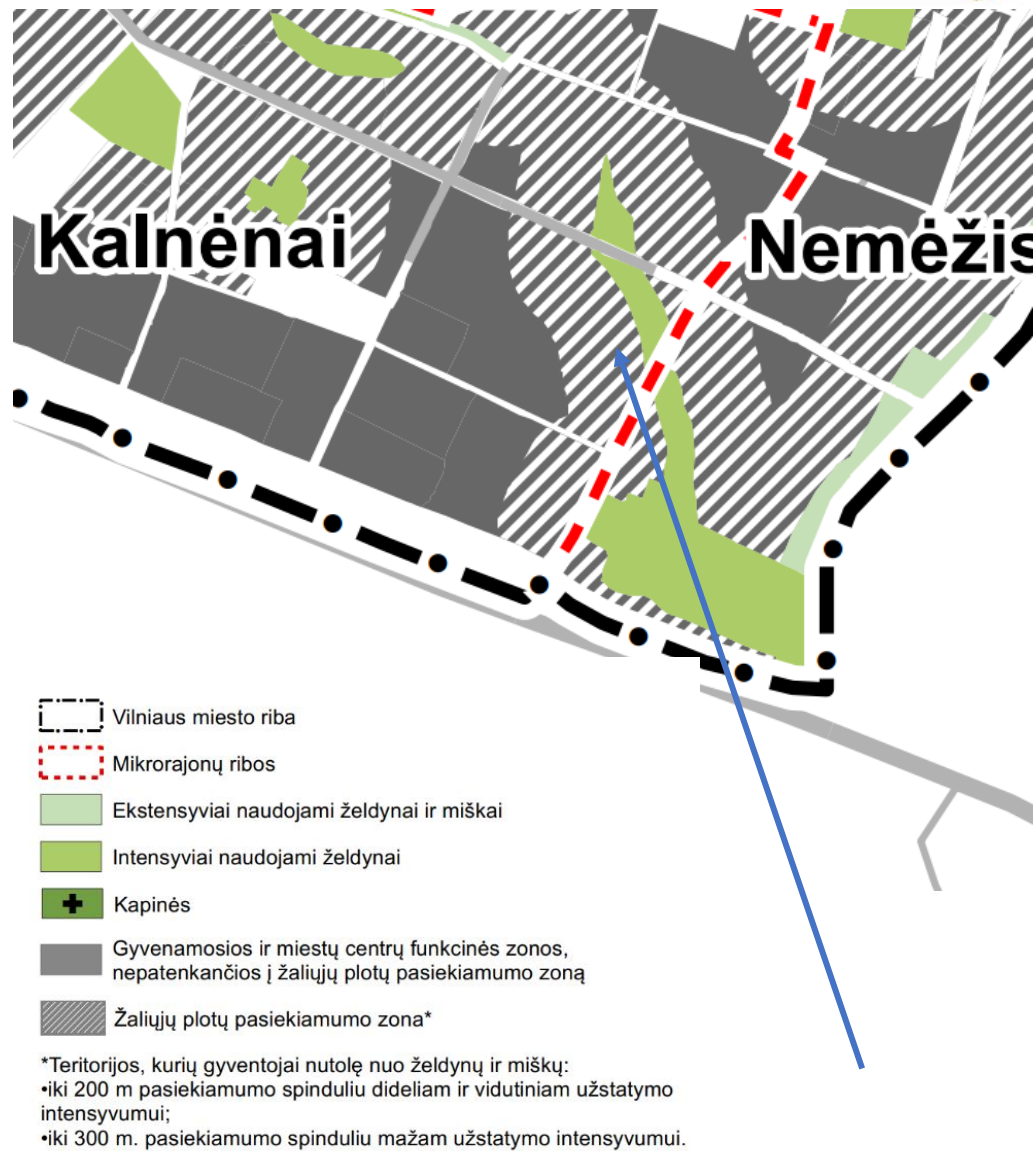 Kalnėnai
Nemėžis
Vilniaus miesto riba
Mikrorajonų ribos
Ekstensyviai naudojami želdynai ir miškai
Intensyviai naudojami želdynai
Kapinės
Gyvenamosios ir miestų centrų funkcinės zonos,
nepatenkančios į žaliųjų plotų pasiekiamumo zoną
Žaliųjų plotų pasiekiamumo zona*
*Teritorijos, kurių gyventojai nutolę nuo želdynų ir miškų:
•iki 200 m pasiekiamumo spinduliu dideliam ir vidutiniam užstatymo
intensyvumui;
•iki 300 m. pasiekiamumo spinduliu mažam užstatymo intensyvumui.